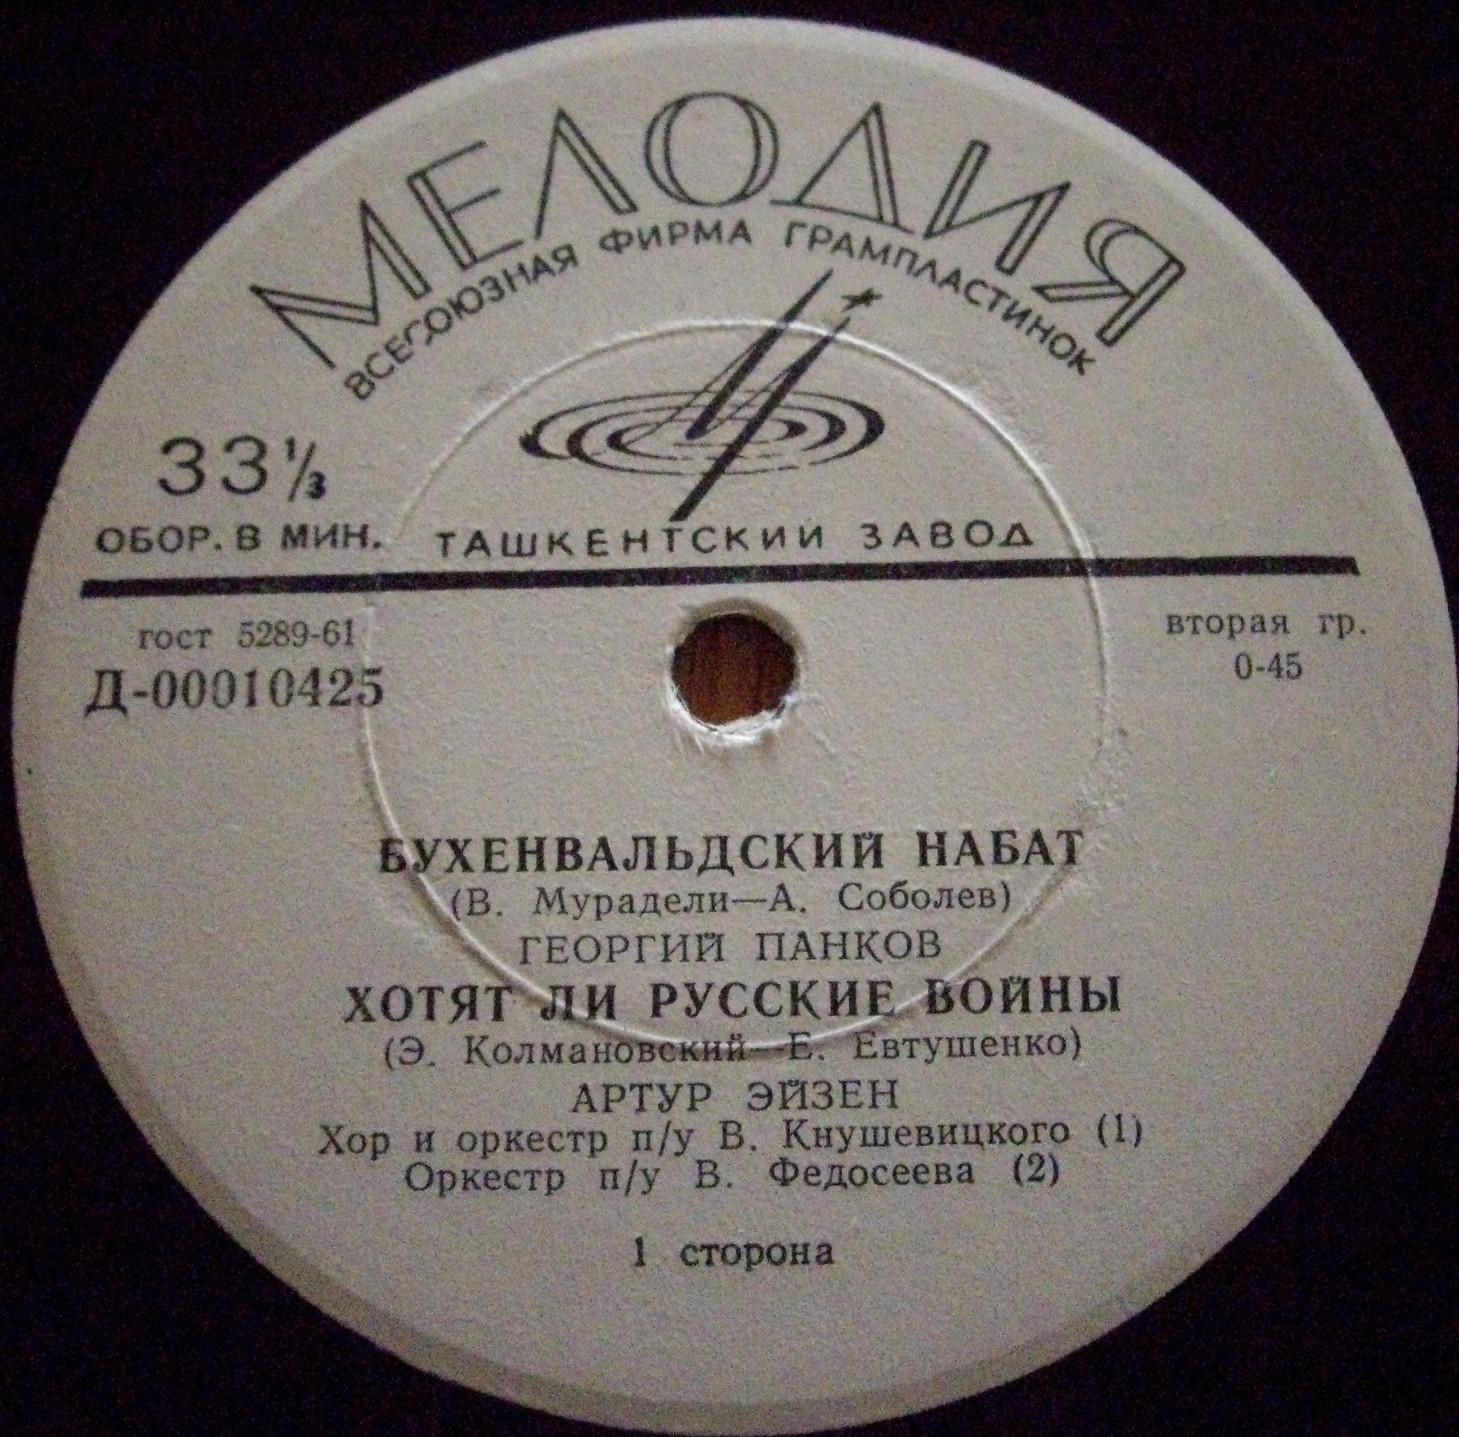 МЕЛОДИЯ
ВСЕСОЮЗНАЯ ФИРМА ГРАМПЛАСТИНОК
33⅓
ОБОР. В МИН.
ТАШКЕНТСКИЙ ЗАВОД
гост 5289-61
Д-00010425
вторая гр.
0-45
БУХЕНВАЛЬДСКИЙ НАБАТ
(В. Мурадели—А. Соболев)
ГЕОРГИЙ ПАНКОВ
ХОТЯТ ЛИ РУССКИЕ ВОЙНЫ
(Э. Колмановский—Е. Евтушенко)
АРТУР ЭЙЗЕН
Хор и оркестр п/у В. Кнушевицкого (1)
Оркестр п/у В. Федосеева (2)
1 сторона